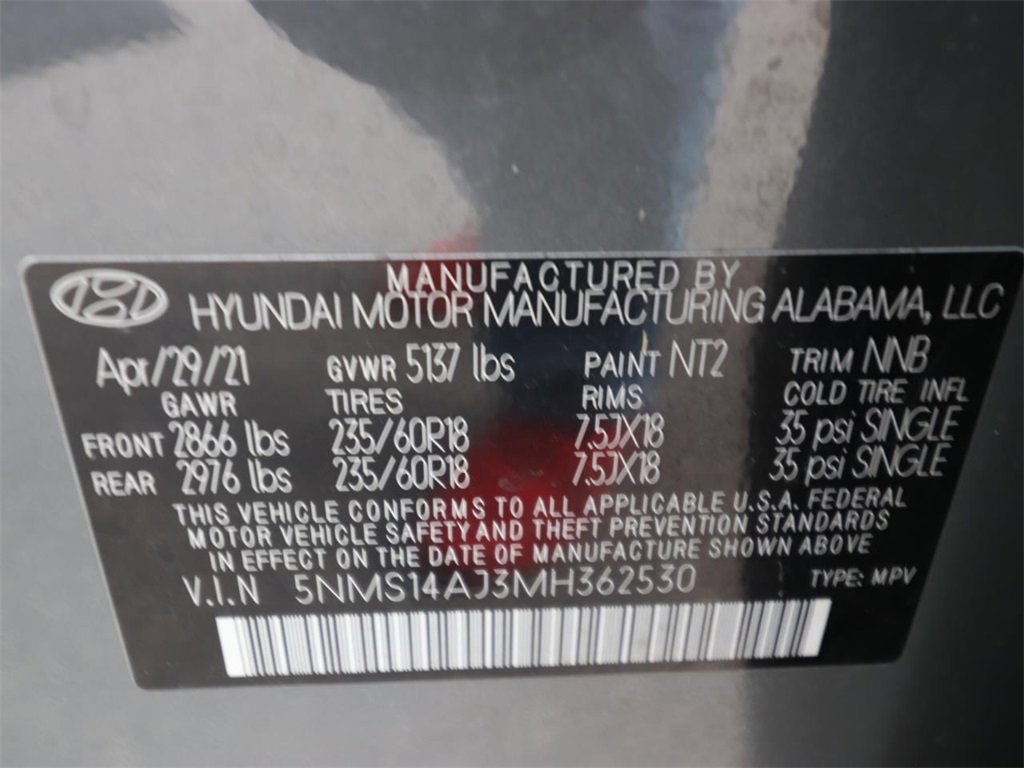 MANUFACTURED BY
HYUNDAI MOTOR MANUFACTURING ALABAMA, LLC
Apr/29/21 GVWR 5137 lbs PAINT NT2 TRIM NNB
GAWR TIRES RIMS COLD TIRE INFL
FRONT 2866 lbs 235/60R18 7.5JX18 35 psi SINGLE
REAR 2976 lbs 235/60R18 7.5JX18 35 psi SINGLE
THIS VEHICLE CONFORMS TO ALL APPLICABLE U.S.A. FEDERAL
MOTOR VEHICLE SAFETY AND THEFT PREVENTION STANDARDS
IN EFFECT ON THE DATE OF MANUFACTURE SHOWN ABOVE
V.I.N 5NMS14AJ3MH362530 TYPE: MPV